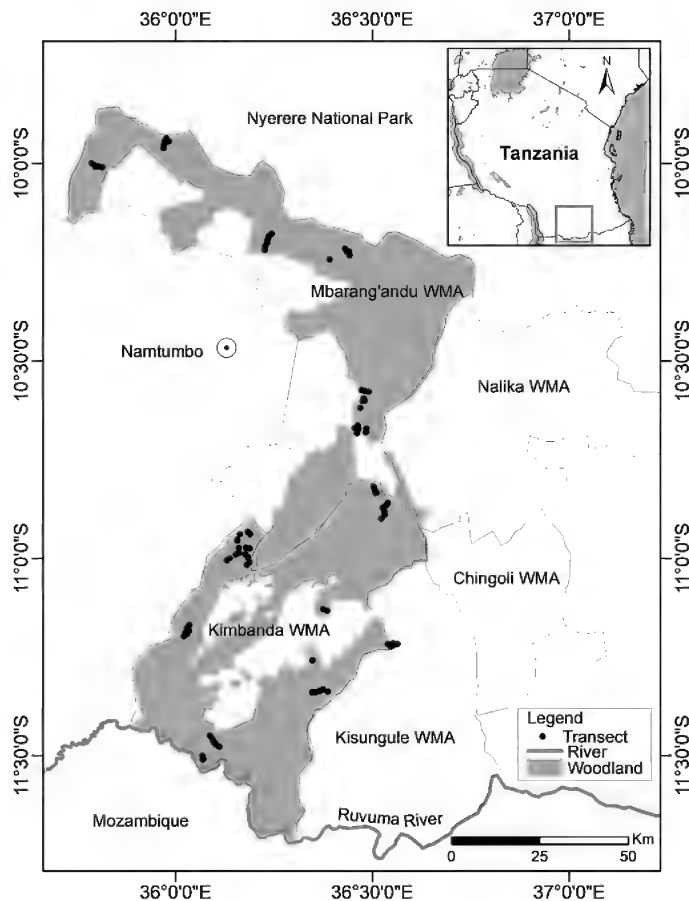 36°0'0"E 36°30'0"E 37°0'0"E
N
Nyerere National Park
10°0'0"S
Tanzania
10°0'0"S
Mbarang'andu WMA
Namtumbo
10°30'0"S
Nalika WMA
10°30'0"S
11°0'0"S
Chingoli WMA
11°0'0"S
Kimbanda WMA
Legend
Transect
River
Woodland
11°30'0"S
Kisungule WMA
11°30'0"S
Mozambique
Ruvuma River
Km
0 25 50
36°0'0"E 36°30'0"E 37°0'0"E